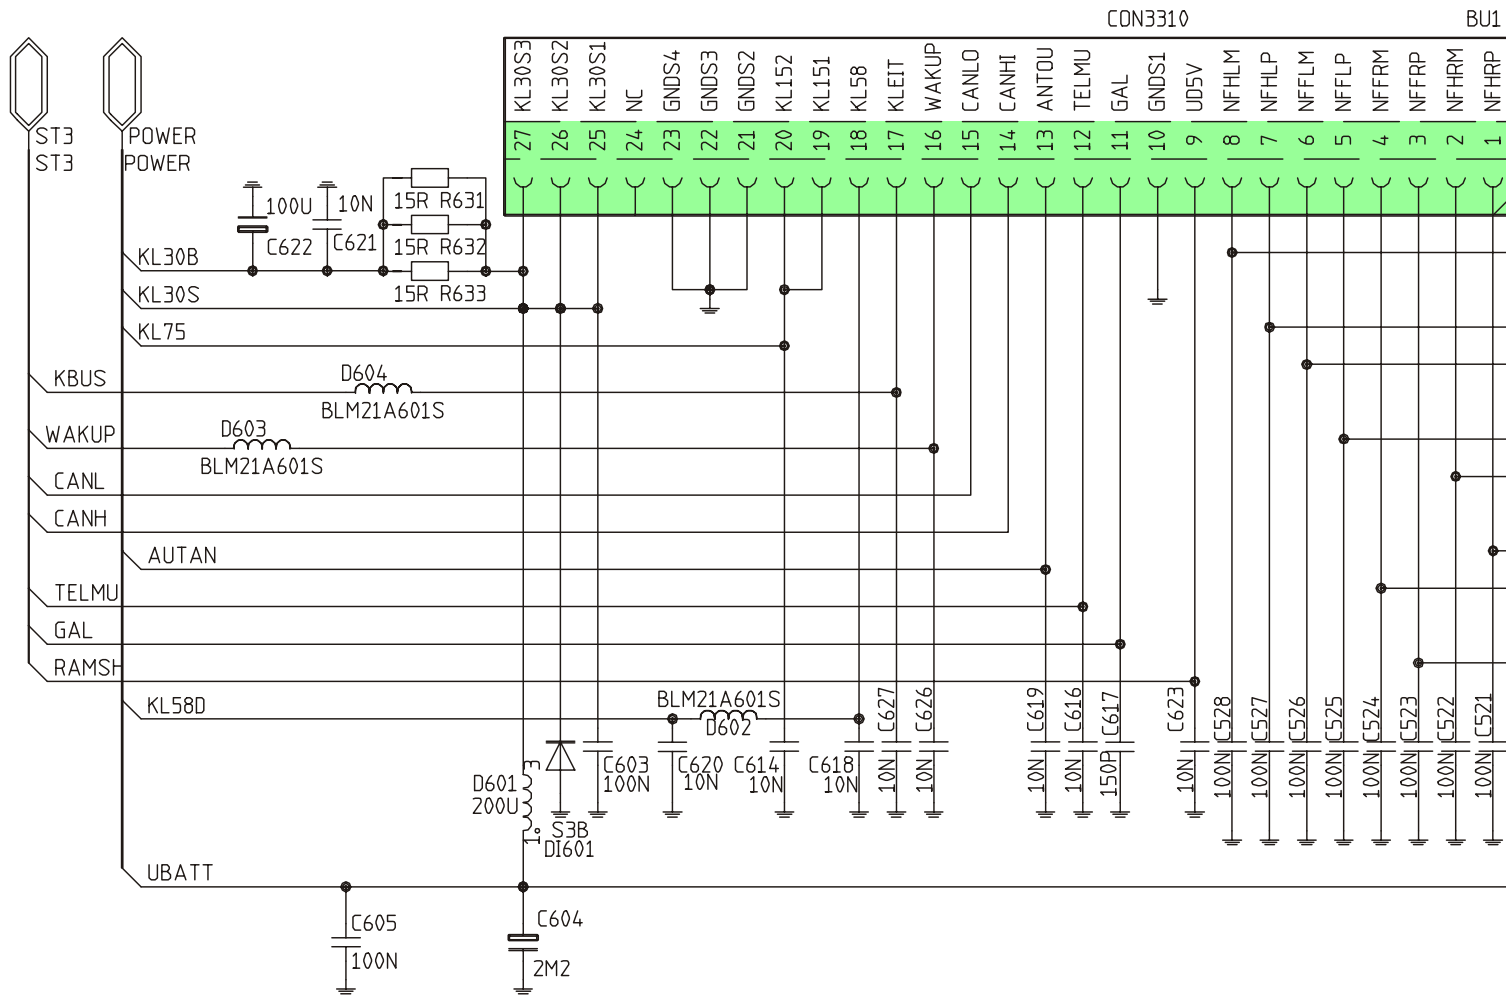 CON3310
BU1
KL30S3
KL30S2
KL30S1
NC
GNDS4
GNDS3
GNDS2
KL152
KL151
KL58
KLEIT
WAKUP
CANLO
CANHI
ANTOU
TELMU
GAL
GNDS1
UD5V
NFHLM
NFHLP
NFFLM
NFFLP
NFFRM
NFFRP
NFHRM
NFHRP
27
26
25
24
23
22
21
20
19
18
17
16
15
14
13
12
11
10
9
8
7
6
5
4
3
2
1
ST3
POWER
ST3
POWER
100U
10N
15R R631
C622
C621
15R R632
KL30B
15R R633
KL30S
KL75
KBUS
D604
BLM21A601S
WAKUP
D603
BLM21A601S
CANL
CANH
AUTAN
TELMU
GAL
RAMSH
KL58D
BLM21A601S
D602
C627
C626
C619
C616
C617
C623
C528
C527
C526
C525
C524
C523
C522
C521
3
D601
200U
C603
100N
C620
10N
C614
10N
C618
10N
10N
10N
10N
10N
150P
10N
100N
100N
100N
100N
100N
100N
100N
100N
1
S3B
DI601
UBATT
C605
100N
C604
2M2